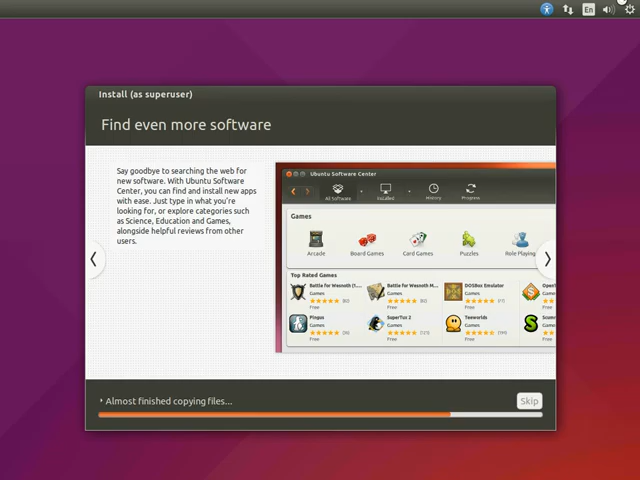 En
Install (as superuser)
Find even more software
Say goodbye to searching the web for
new software. With Ubuntu Software
Center, you can find and install new apps
with ease. Just type in what you're
looking for, or explore categories such
as Science, Education and Games,
alongside helpful reviews from other
users.
Ubuntu Software Center
All Software
Installed
History
Progress
Games
Arcade
Board Games
Card Games
Puzzles
Role Playing
Top Rated Games
Battle for Wesnoth (1....
Games
Free
Battle for Wesnoth M...
Games
Free
DOSBox Emulator
Games
Free
Pingus
Games
Free
SuperTux 2
Games
Free
Teeworlds
Games
Free
Almost finished copying files...
Skip